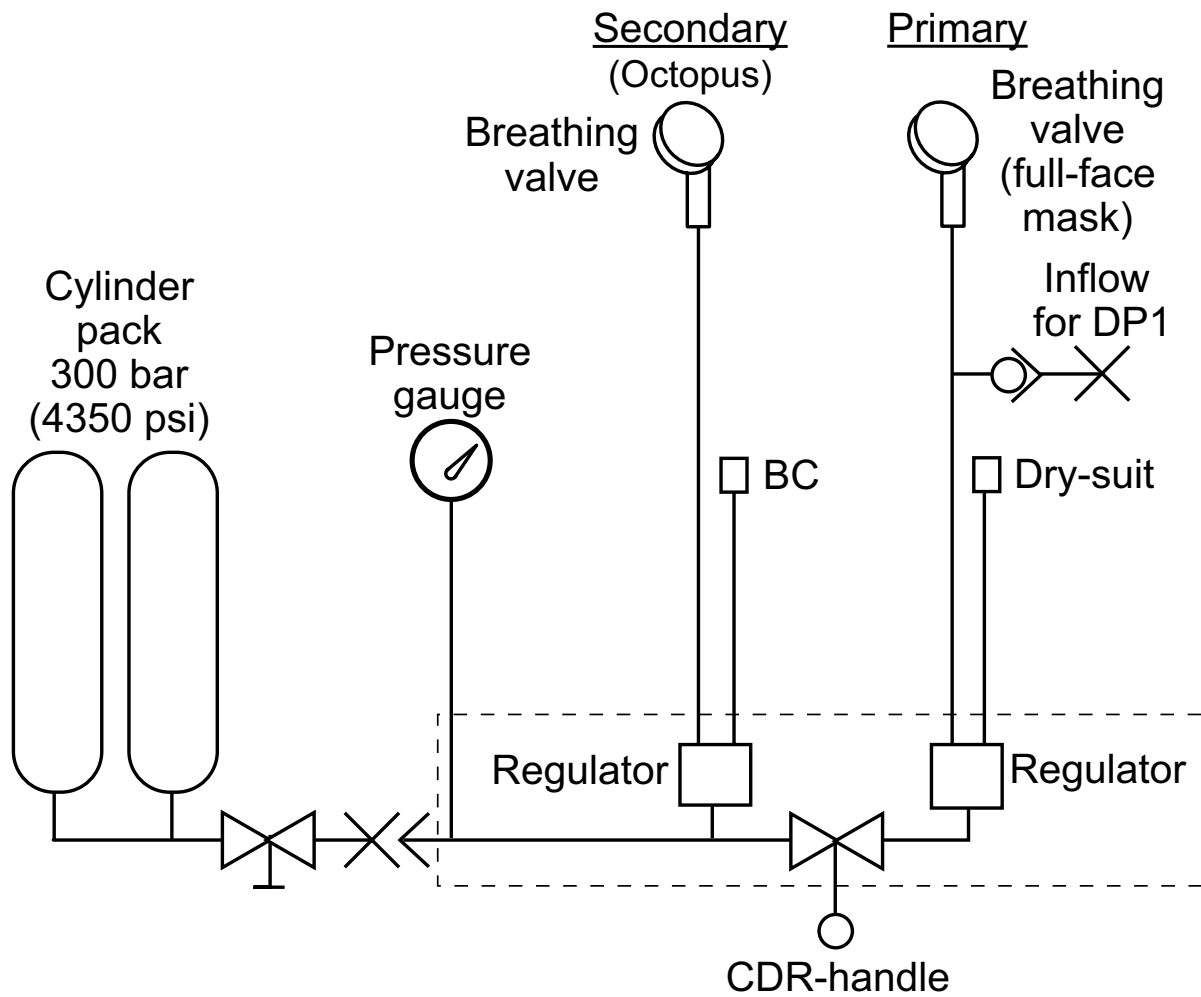 Secondary
(Octopus)
Primary
Breathing
valve
Breathing
valve
(full-face
mask)
Inflow
for DP1
Cylinder
pack
300 bar
(4350 psi)
Pressure
gauge
BC
Dry-suit
Regulator
Regulator
CDR-handle